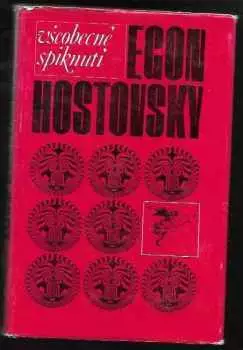 všeobecné
spiknutí
EGON
HOSTOVSKÝ